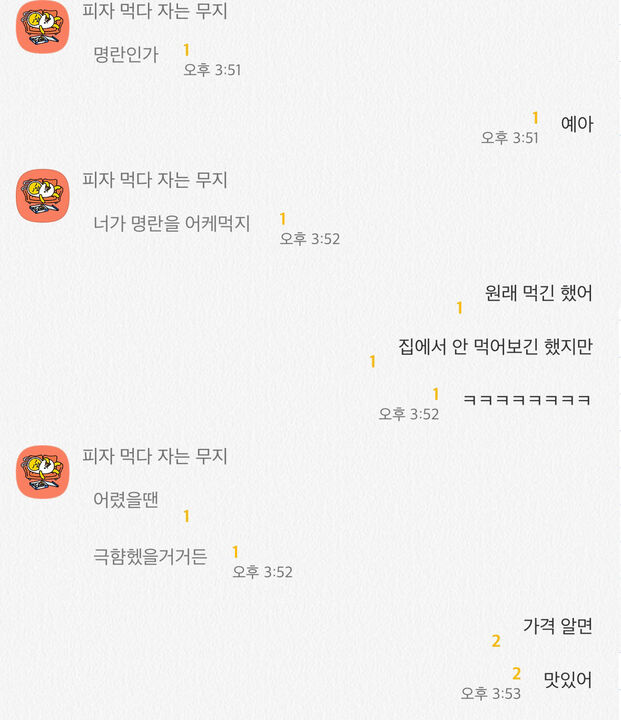 피자 먹다 자는 무지
명란인가
1
오후 3:51
1
오후 3:51
예아
피자 먹다 자는 무지
너가 명란을 어케먹지
1
오후 3:52
원래 먹긴 했어
1
집에서 안 먹어보긴 했지만
1
1
오후 3:52
ㅋㅋㅋㅋㅋㅋㅋㅋ
피자 먹다 자는 무지
어렸을땐
1
극햠헸을거거든
1
오후 3:52
가격 알면
2
2
오후 3:53
맛있어